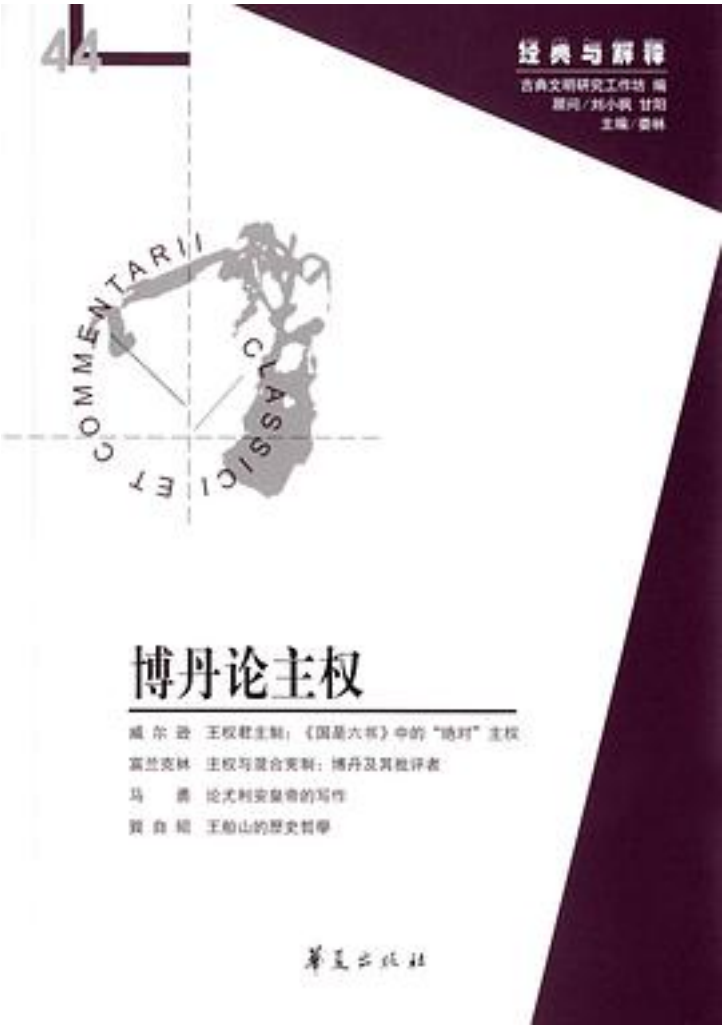 44
经典与解释
古典文明研究工作坊 编
顾问/刘小枫 甘阳
主编/娄林
CLASSICI ET COMMENTARII
博丹论主权
威尔逊 王权君主制：《国是六书》中的“绝对”主权
富兰克林 主权与混合宪制：博丹及其批评者
马勇 论尤利安皇帝的写作
贺自昭 王船山的歷史哲學
华夏出版社